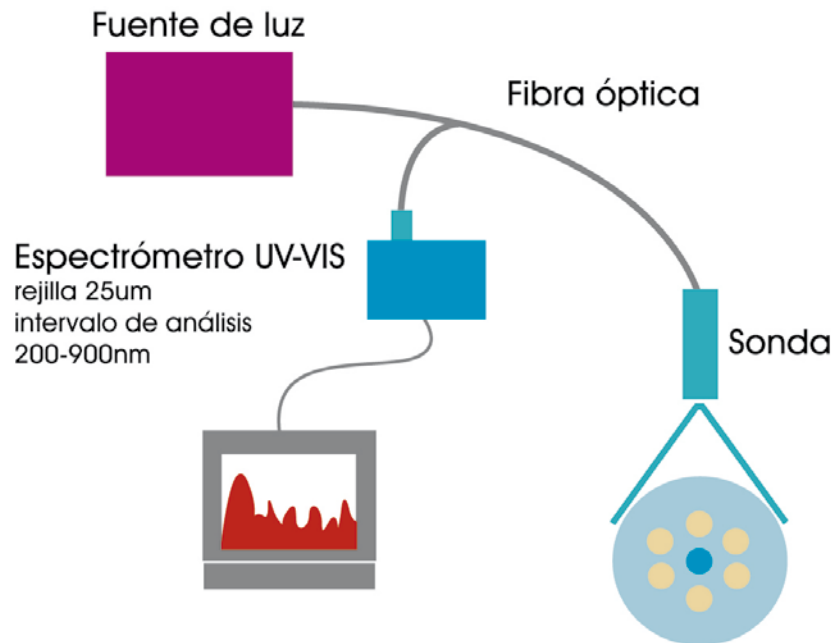 Fuente de luz
Fibra óptica
Espectrómetro UV-VIS
rejilla 25um
intervalo de análisis
200-900nm
Sonda